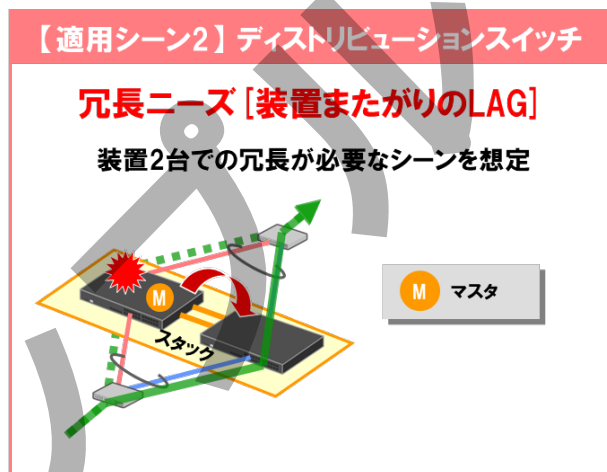 【適用シーン2】ディストリビューションスイッチ
冗長ニーズ[装置またがりのLAG]
装置2台での冗長が必要なシーンを想定
M
スタック
M マスタ